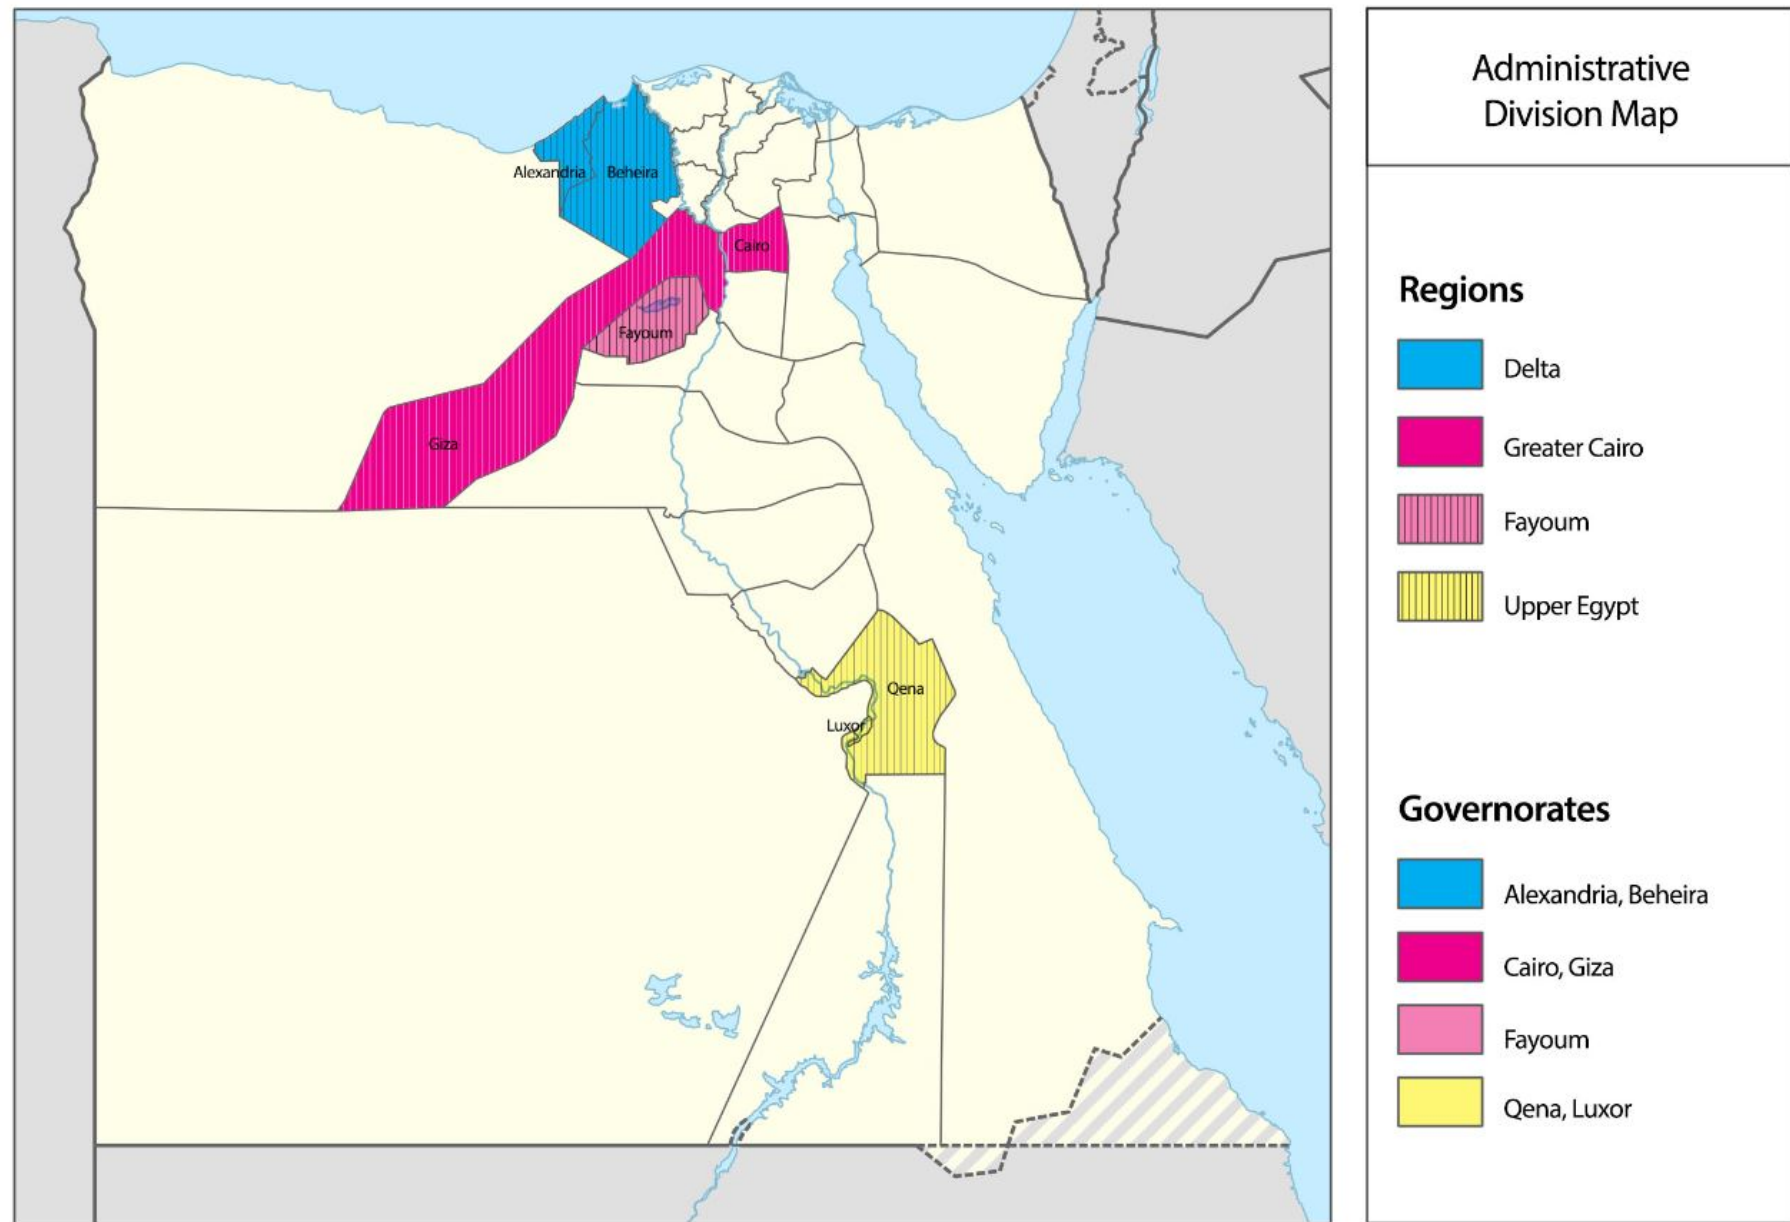 Administrative
Division Map
Alexandria
Beheira
Cairo
Fayoum
Giza
Qena
Luxor
Regions
Delta
Greater Cairo
Fayoum
Upper Egypt
Governorates
Alexandria, Beheira
Cairo, Giza
Fayoum
Qena, Luxor